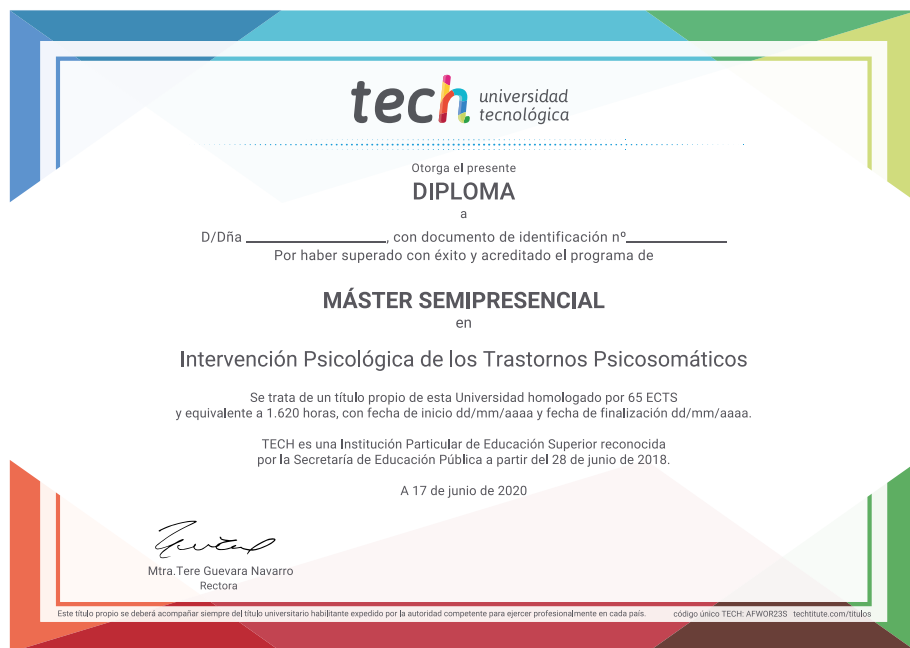 tech universidad
tecnológica
Otorga el presente
DIPLOMA
a
D/Dña ____________, con documento de identificación nº____________
Por haber superado con éxito y acreditado el programa de
MÁSTER SEMIPRESENCIAL
en
Intervención Psicológica de los Trastornos Psicosomáticos
Se trata de un título propio de esta Universidad homologado por 65 ECTS
y equivalente a 1.620 horas, con fecha de inicio dd/mm/aaaa y fecha de finalización dd/mm/aaaa.
TECH es una Institución Particular de Educación Superior reconocida
por la Secretaría de Educación Pública a partir del 28 de junio de 2018.
A 17 de junio de 2020
Mtra.Tere Guevara Navarro
Rectora
Este título propio se deberá acompañar siempre del título universitario habilitante expedido por la autoridad competente para ejercer profesionalmente en cada país. código único TECH: AFWOR23S techtitute.com/titulos